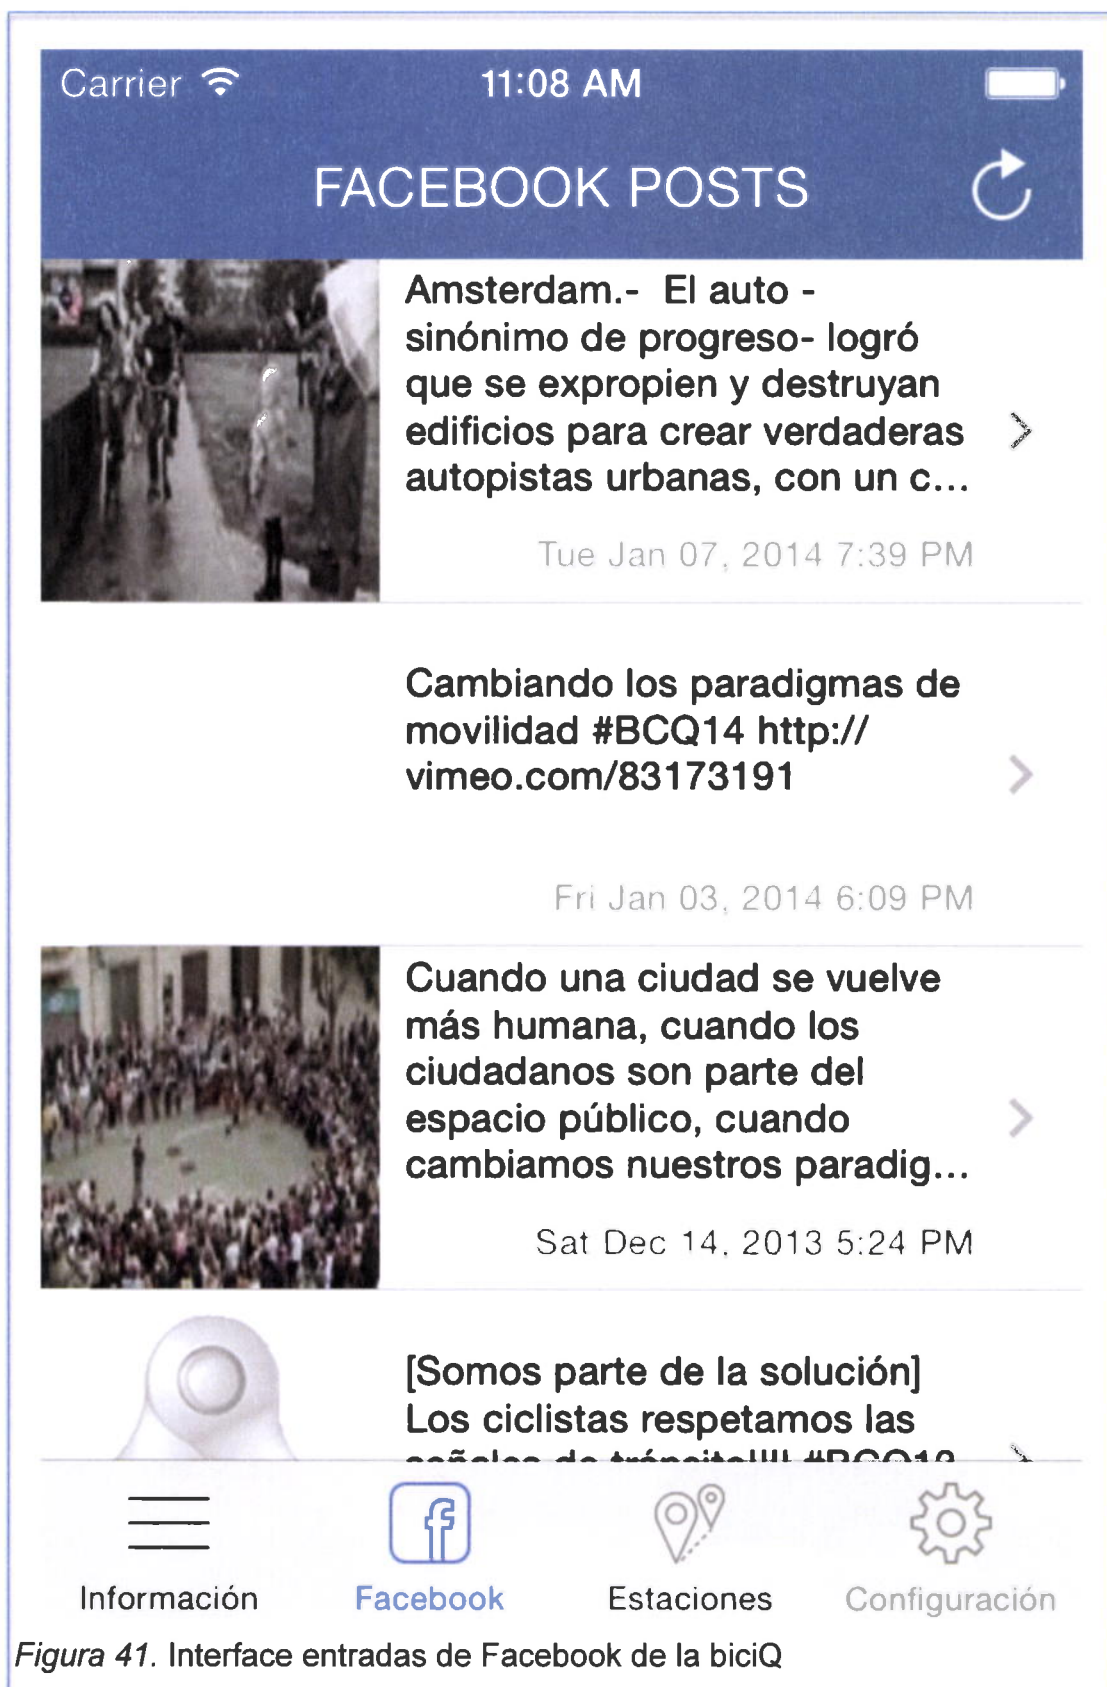 Carrier
11:08 AM
FACEBOOK POSTS
Amsterdam.- El auto -
sinónimo de progreso- logró
que se expropien y destruyan
edificios para crear verdaderas
autopistas urbanas, con un c...
Tue Jan 07, 2014 7:39 PM
Cambiando los paradigmas de
movilidad #BCQ14 http://
vimeo.com/83173191
Fri Jan 03, 2014 6:09 PM
Cuando una ciudad se vuelve
más humana, cuando los
ciudadanos son parte del
espacio público, cuando
cambiamos nuestros paradig...
Sat Dec 14, 2013 5:24 PM
[Somos parte de la solución]
Los ciclistas respetamos las
señales de tránsito!!!! #BCQ13
Información
Facebook
Estaciones
Configuración
Figura 41. Interface entradas de Facebook de la biciQ